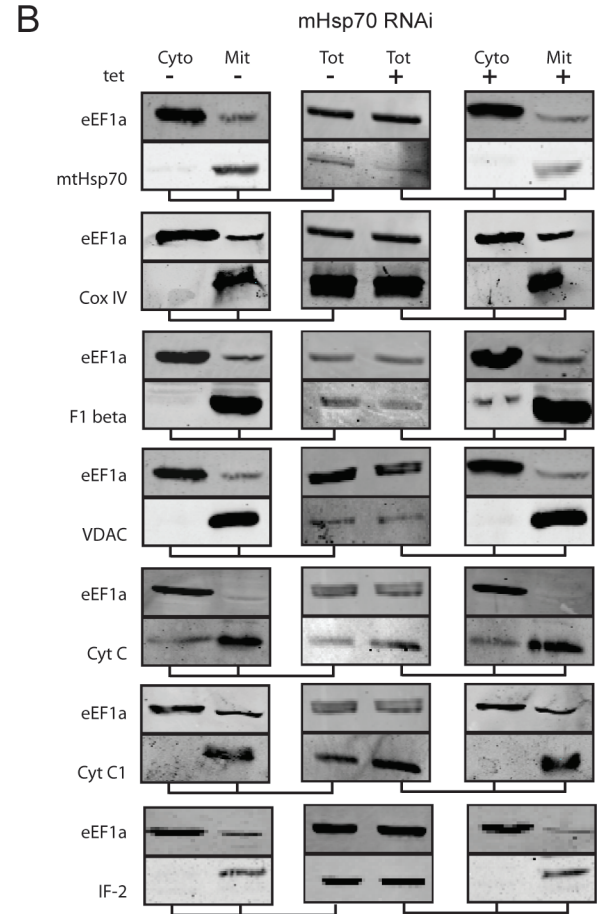 B
mHsp70 RNAi
Cyto Mit Tot Tot Cyto Mit
tet - - - + + +
eEF1a
mtHsp70
eEF1a
Cox IV
eEF1a
F1 beta
eEF1a
VDAC
eEF1a
Cyt C
eEF1a
Cyt C1
eEF1a
IF-2